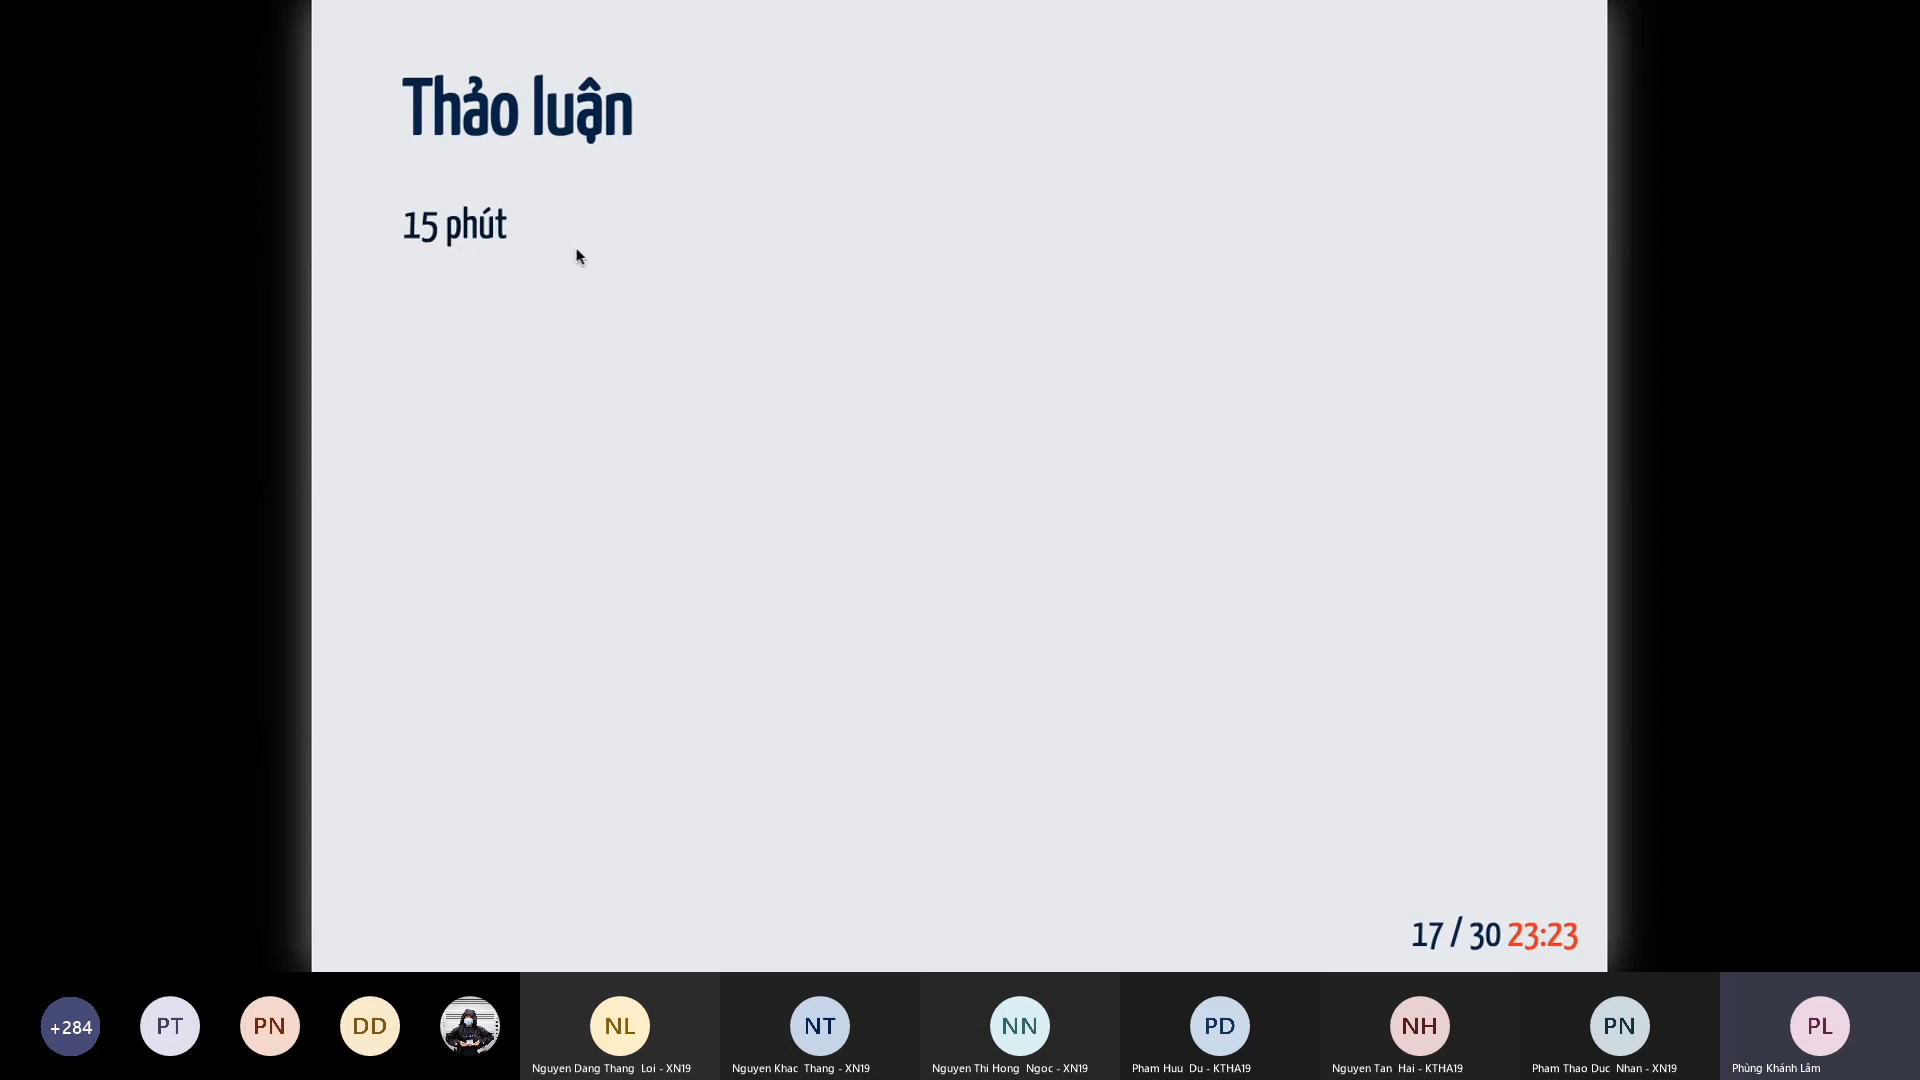 Thảo luận
15 phút
17 / 30 23:23
+284
PT
PN
DD
NL
NT
NN
PD
NH
PN
PL
Nguyen Dang Thang Loi - XN19
Nguyen Khac Thang - XN19
Nguyen Thi Hong Ngoc - XN19
Pham Huu Du - KTHA19
Nguyen Tan Hai - KTHA19
Pham Thao Duc Nhan - XN19
Phùng Khánh Lâm